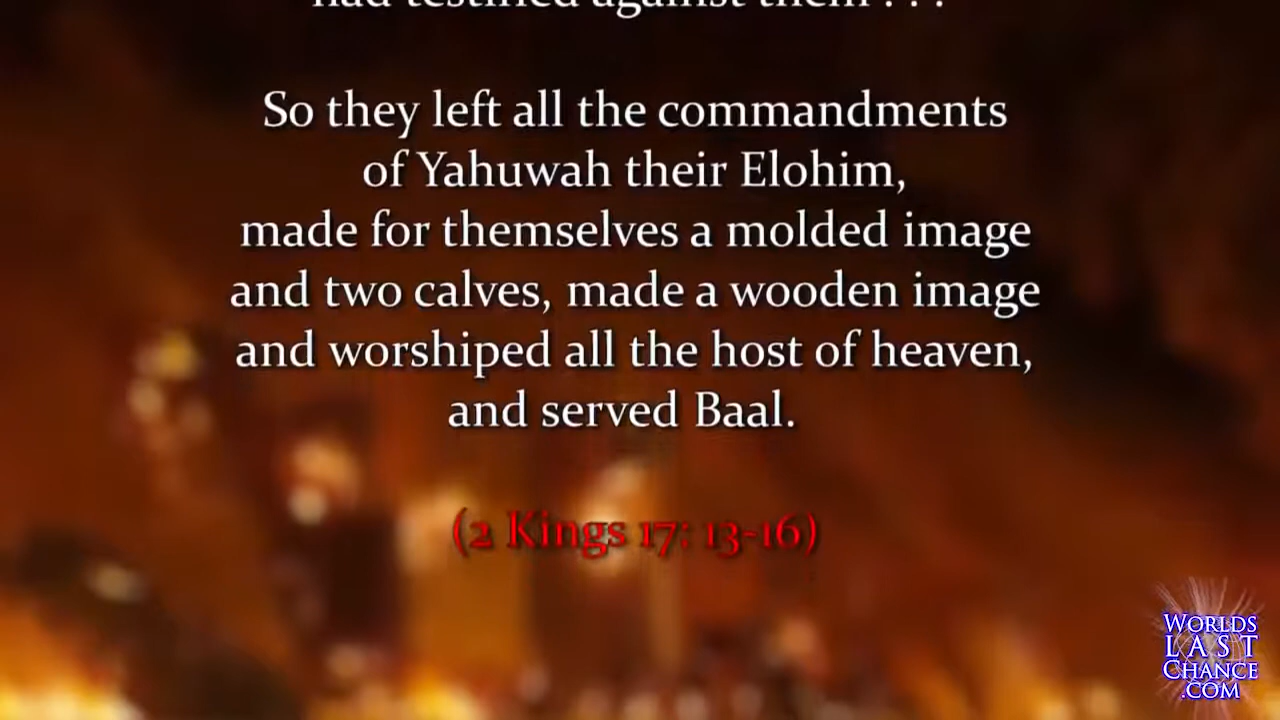 had testified against them . . .
So they left all the commandments
of Yahuwah their Elohim,
made for themselves a molded image
and two calves, made a wooden image
and worshiped all the host of heaven,
and served Baal.
(2 Kings 17: 13-16)
WORLDS
LAST
CHANCE
.COM